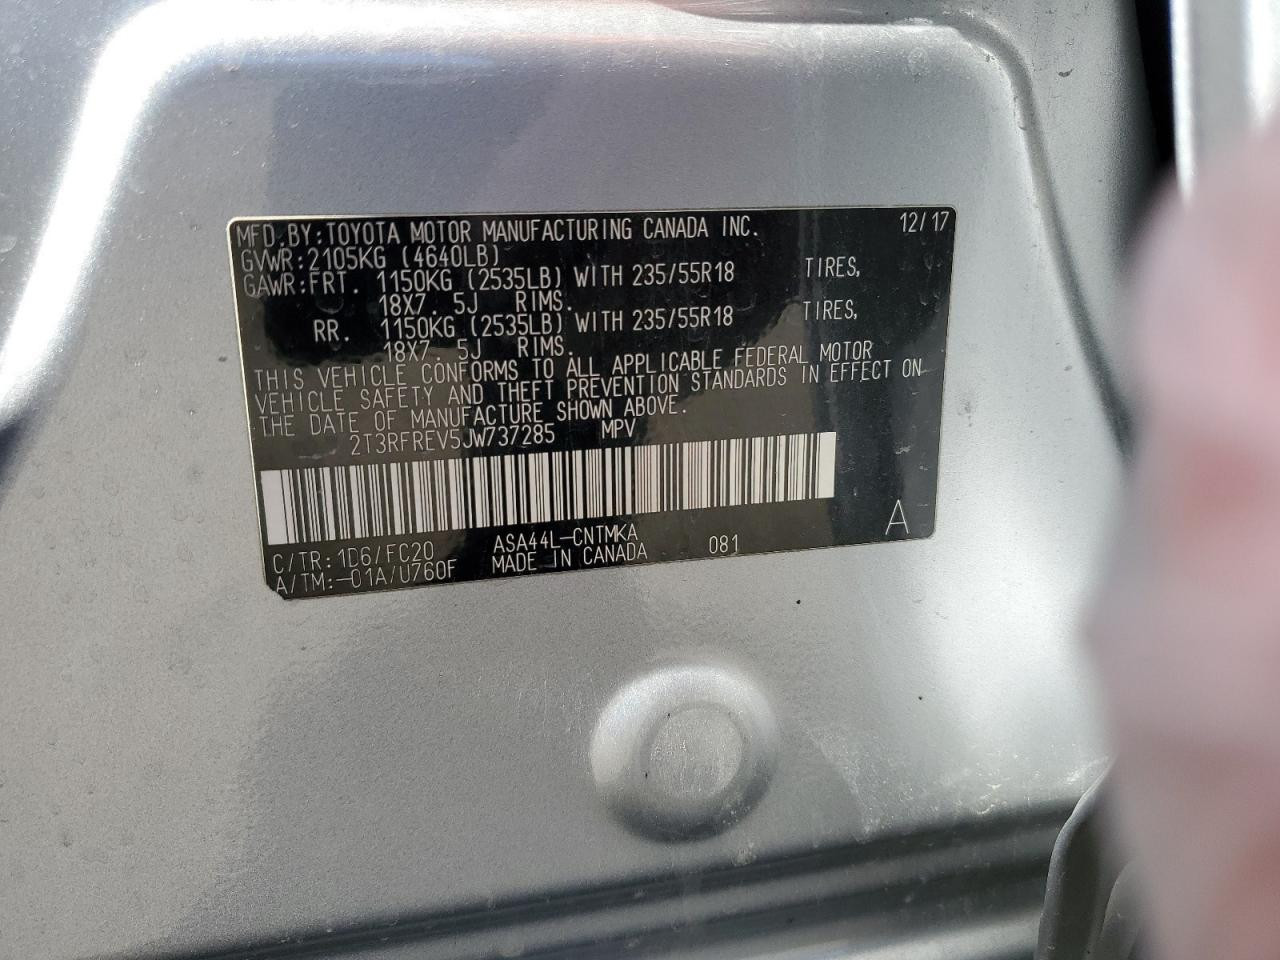 MFD. BY: TOYOTA MOTOR MANUFACTURING CANADA INC. 12/17
GVWR: 2105KG (4640LB)
GAWR: FRT. 1150KG (2535LB) WITH 235/55R18 TIRES,
18X7. 5J RIMS.
RR. 1150KG (2535LB) WITH 235/55R18 TIRES,
18X7. 5J RIMS.
THIS VEHICLE CONFORMS TO ALL APPLICABLE FEDERAL MOTOR
VEHICLE SAFETY AND THEFT PREVENTION STANDARDS IN EFFECT ON
THE DATE OF MANUFACTURE SHOWN ABOVE.
2T3RFREV5JW737285 MPV
A
C/TR: 1D6/FC20 ASA44L-CNTMKA 081
A/TM: -01A/U760F MADE IN CANADA